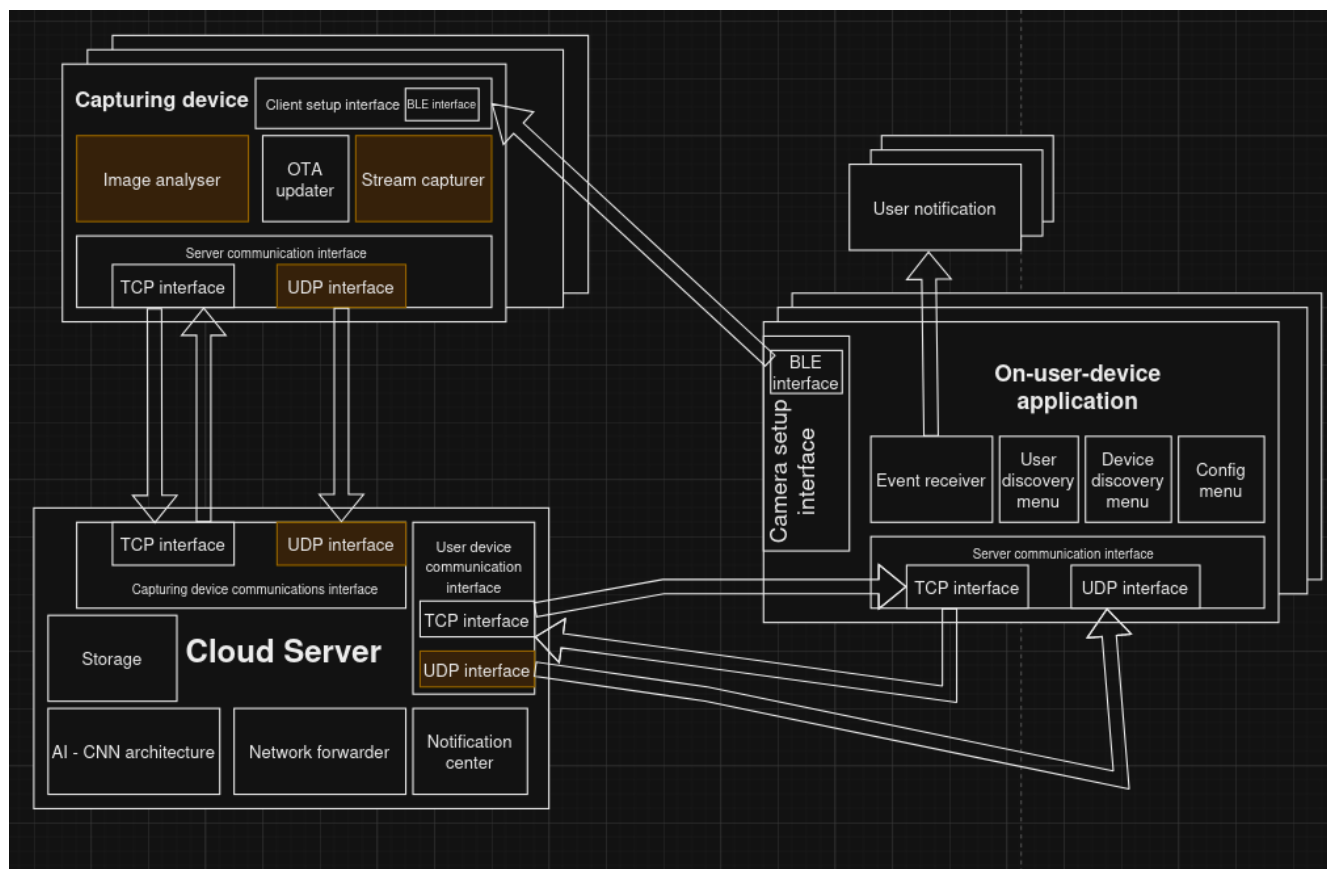 Capturing device
Client setup interface
BLE interface
Image analyser
OTA
updater
Stream capturer
Server communication interface
TCP interface
UDP interface
User notification
BLE
interface
Camera setup
interface
On-user-device
application
Event receiver
User
discovery
menu
Device
discovery
menu
Config
menu
Server communication interface
TCP interface
UDP interface
TCP interface
UDP interface
Capturing device communications interface
User device
communication
interface
TCP interface
UDP interface
Storage
Cloud Server
AI - CNN architecture
Network forwarder
Notification
center